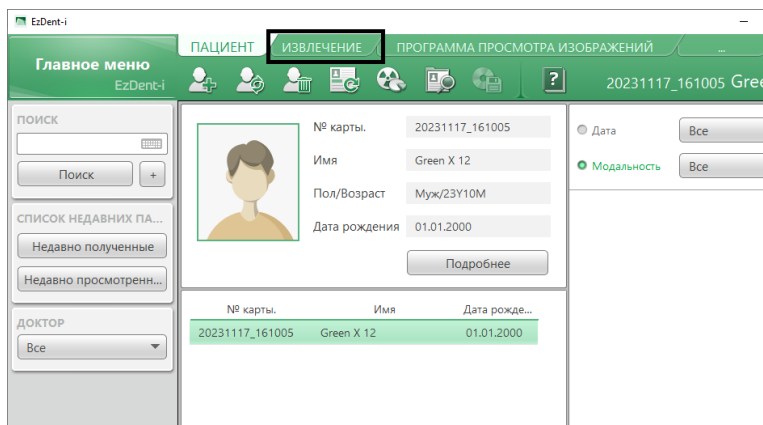 EzDent-i
Главное меню
EzDent-i
ПАЦИЕНТ ИЗВЛЕЧЕНИЕ ПРОГРАММА ПРОСМОТРА ИЗОБРАЖЕНИЙ ...
? 20231117_161005 Gree
ПОИСК
Поиск +
СПИСОК НЕДАВНИХ ПА...
Недавно полученные
Недавно просмотренн...
ДОКТОР
Все
№ карты. 20231117_161005
Имя Green X 12
Пол/Возраст Муж/23Y10M
Дата рождения 01.01.2000
Подробнее
№ карты. Имя Дата рожде...
20231117_161005 Green X 12 01.01.2000
Дата Все
Модальность Все